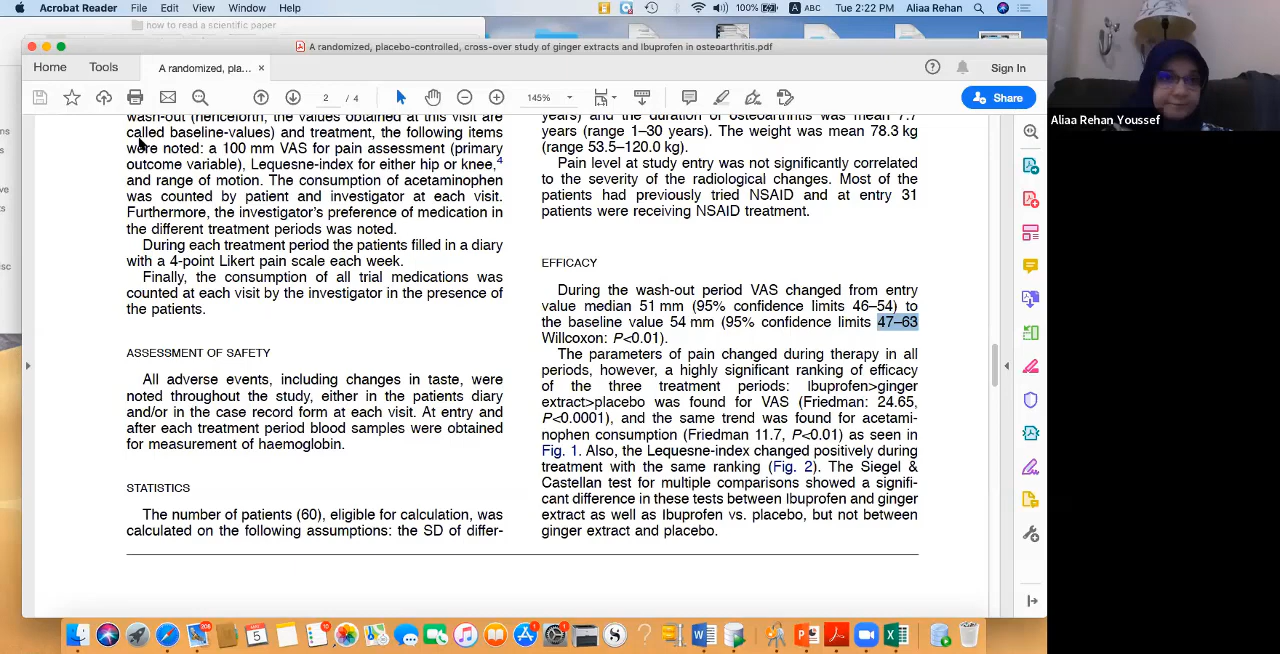 Acrobat Reader File Edit View Window Help 100% A ABC Tue 2:22 PM Aliaa Rehan
how to read a scientific paper
A randomized, placebo-controlled, cross-over study of ginger extracts and Ibuprofen in osteoarthritis.pdf
Home Tools A randomized, pla... × Sign In
2 / 4 145% Share
wash-out (henceforth, the values obtained at this visit are
called baseline-values) and treatment, the following items
were noted: a 100 mm VAS for pain assessment (primary
outcome variable), Lequesne-index for either hip or knee,4
and range of motion. The consumption of acetaminophen
was counted by patient and investigator at each visit.
Furthermore, the investigator's preference of medication in
the different treatment periods was noted.
During each treatment period the patients filled in a diary
with a 4-point Likert pain scale each week.
Finally, the consumption of all trial medications was
counted at each visit by the investigator in the presence of
the patients.
ASSESSMENT OF SAFETY
All adverse events, including changes in taste, were
noted throughout the study, either in the patients diary
and/or in the case record form at each visit. At entry and
after each treatment period blood samples were obtained
for measurement of haemoglobin.
STATISTICS
The number of patients (60), eligible for calculation, was
calculated on the following assumptions: the SD of differ-
years) and the duration of osteoarthritis was mean 7.7
years (range 1–30 years). The weight was mean 78.3 kg
(range 53.5–120.0 kg).
Pain level at study entry was not significantly correlated
to the severity of the radiological changes. Most of the
patients had previously tried NSAID and at entry 31
patients were receiving NSAID treatment.
EFFICACY
During the wash-out period VAS changed from entry
value median 51 mm (95% confidence limits 46–54) to
the baseline value 54 mm (95% confidence limits 47–63
Willcoxon: P<0.01).
The parameters of pain changed during therapy in all
periods, however, a highly significant ranking of efficacy
of the three treatment periods: Ibuprofen>ginger
extract>placebo was found for VAS (Friedman: 24.65,
P<0.0001), and the same trend was found for acetami-
nophen consumption (Friedman 11.7, P<0.01) as seen in
Fig. 1. Also, the Lequesne-index changed positively during
treatment with the same ranking (Fig. 2). The Siegel &
Castellan test for multiple comparisons showed a signifi-
cant difference in these tests between Ibuprofen and ginger
extract as well as Ibuprofen vs. placebo, but not between
ginger extract and placebo.
Aliaa Rehan Youssef